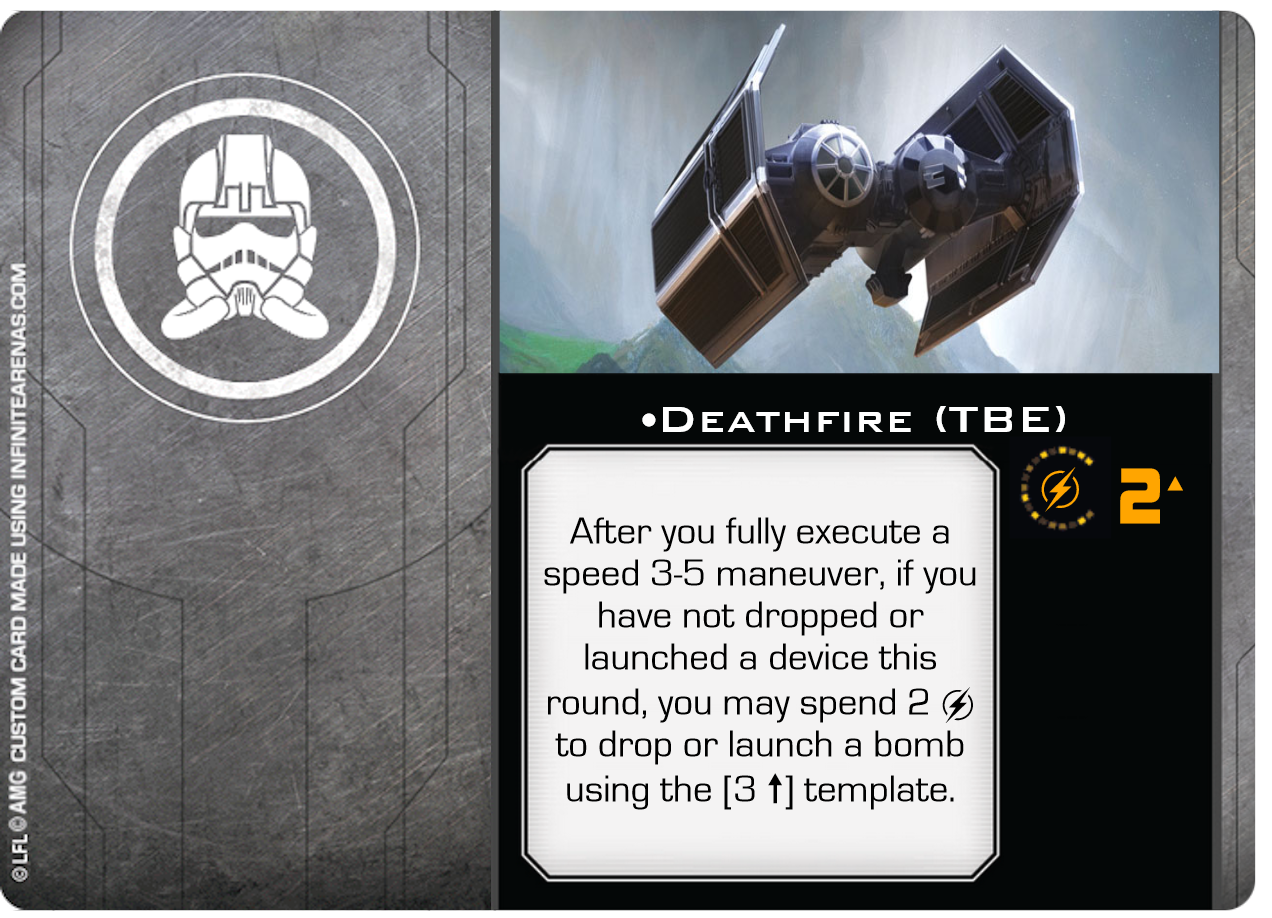 •DEATHFIRE (TBE)
2
After you fully execute a
speed 3-5 maneuver, if you
have not dropped or
launched a device this
round, you may spend 2
to drop or launch a bomb
using the [3 ⬆] template.
© LFL © AMG CUSTOM CARD MADE USING INFINITEARENAS.COM